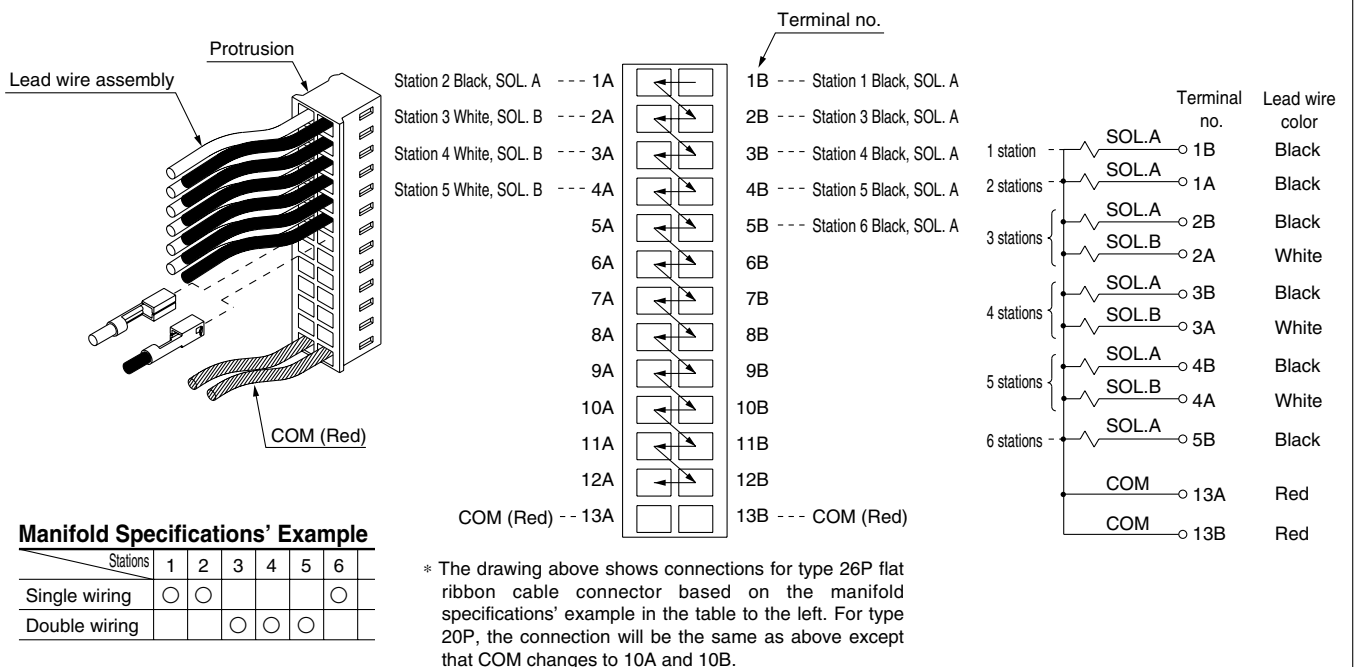 Terminal no.
Protrusion
Lead wire assembly
COM (Red)
Station 2 Black, SOL. A --- 1A 1B --- Station 1 Black, SOL. A
Station 3 White, SOL. B --- 2A 2B --- Station 3 Black, SOL. A
Station 4 White, SOL. B --- 3A 3B --- Station 4 Black, SOL. A
Station 5 White, SOL. B --- 4A 4B --- Station 5 Black, SOL. A
5A 5B --- Station 6 Black, SOL. A
6A 6B
7A 7B
8A 8B
9A 9B
10A 10B
11A 11B
12A 12B
COM (Red) -- 13A 13B --- COM (Red)
Terminal no. Lead wire color
1 station SOL.A 1B Black
2 stations SOL.A 1A Black
3 stations SOL.A 2B Black
SOL.B 2A White
4 stations SOL.A 3B Black
SOL.B 3A White
5 stations SOL.A 4B Black
SOL.B 4A White
6 stations SOL.A 5B Black
COM 13A Red
COM 13B Red
Manifold Specifications' Example
Stations 1 2 3 4 5 6
Single wiring ○ ○ ○
Double wiring ○ ○ ○
* The drawing above shows connections for type 26P flat
ribbon cable connector based on the manifold
specifications' example in the table to the left. For type
20P, the connection will be the same as above except
that COM changes to 10A and 10B.